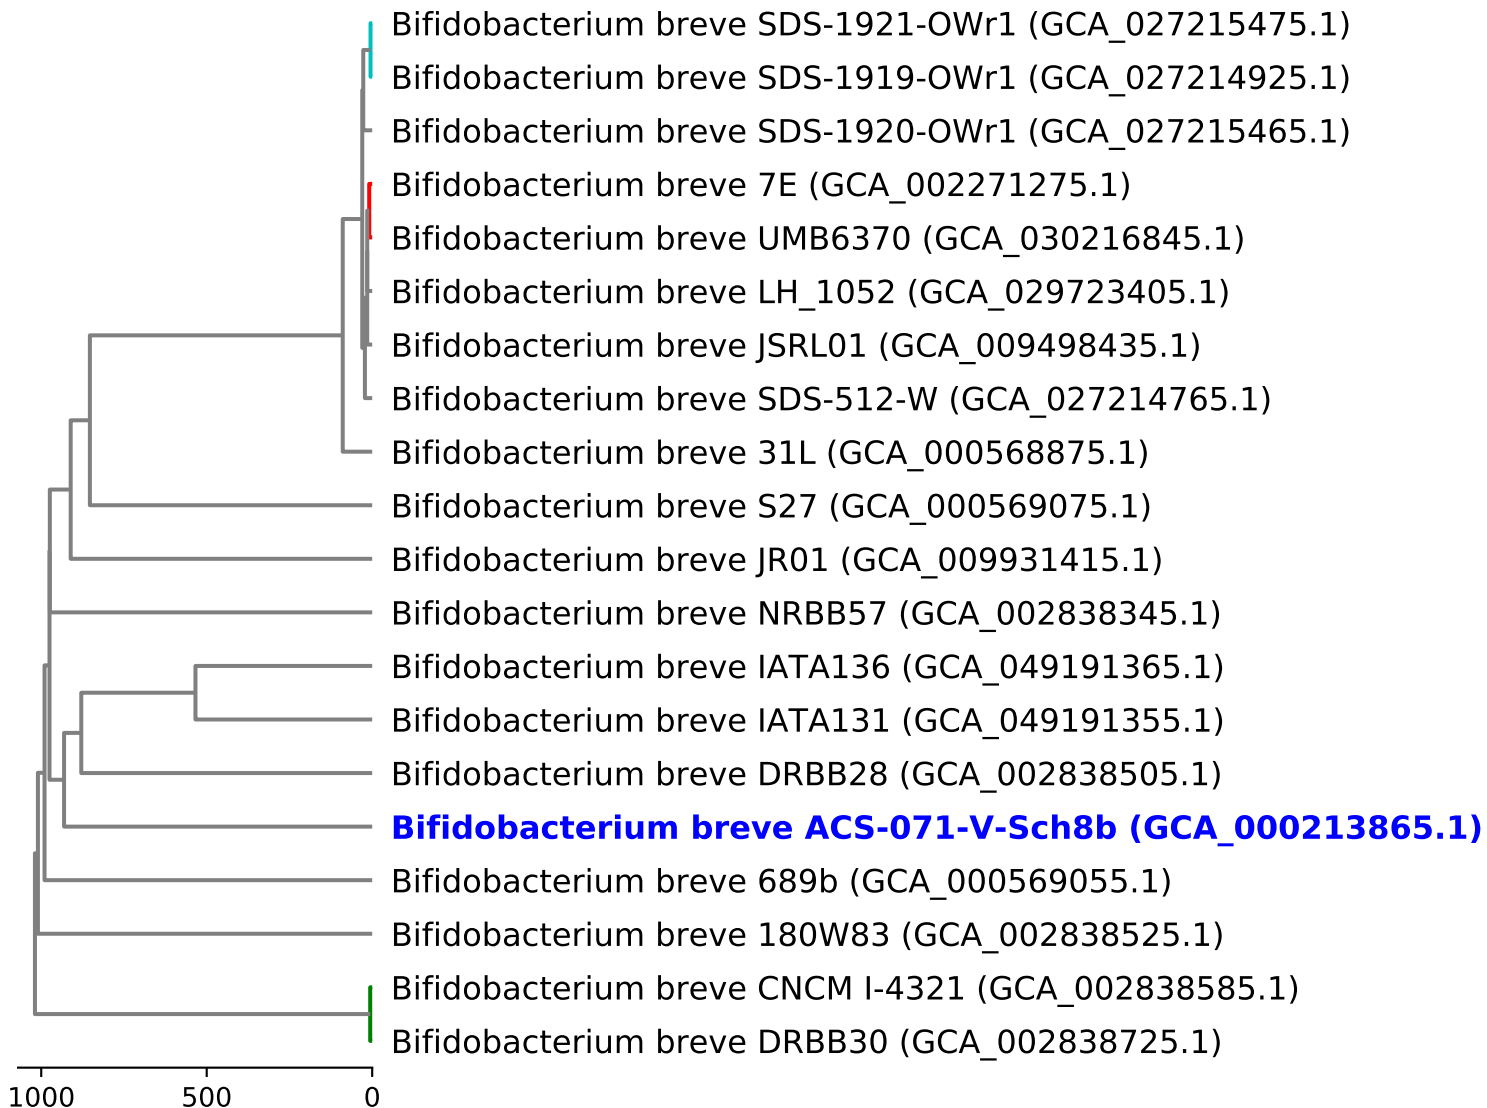 Bifidobacterium breve SDS-1921-OWr1 (GCA_027215475.1)
Bifidobacterium breve SDS-1919-OWr1 (GCA_027214925.1)
Bifidobacterium breve SDS-1920-OWr1 (GCA_027215465.1)
Bifidobacterium breve 7E (GCA_002271275.1)
Bifidobacterium breve UMB6370 (GCA_030216845.1)
Bifidobacterium breve LH_1052 (GCA_029723405.1)
Bifidobacterium breve JSRL01 (GCA_009498435.1)
Bifidobacterium breve SDS-512-W (GCA_027214765.1)
Bifidobacterium breve 31L (GCA_000568875.1)
Bifidobacterium breve S27 (GCA_000569075.1)
Bifidobacterium breve JR01 (GCA_009931415.1)
Bifidobacterium breve NRBB57 (GCA_002838345.1)
Bifidobacterium breve IATA136 (GCA_049191365.1)
Bifidobacterium breve IATA131 (GCA_049191355.1)
Bifidobacterium breve DRBB28 (GCA_002838505.1)
Bifidobacterium breve ACS-071-V-Sch8b (GCA_000213865.1)
Bifidobacterium breve 689b (GCA_000569055.1)
Bifidobacterium breve 180W83 (GCA_002838525.1)
Bifidobacterium breve CNCM I-4321 (GCA_002838585.1)
Bifidobacterium breve DRBB30 (GCA_002838725.1)
1000 500 0